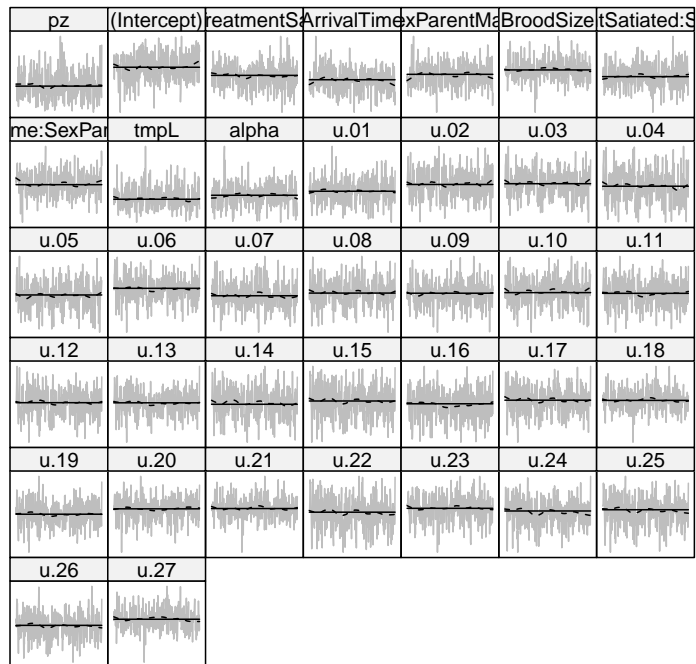 pz (Intercept) reatmentSa ArrivalTime xParentMa BroodSize tSatiated:S
me:SexPar tmpL alpha u.01 u.02 u.03 u.04
u.05 u.06 u.07 u.08 u.09 u.10 u.11
u.12 u.13 u.14 u.15 u.16 u.17 u.18
u.19 u.20 u.21 u.22 u.23 u.24 u.25
u.26 u.27